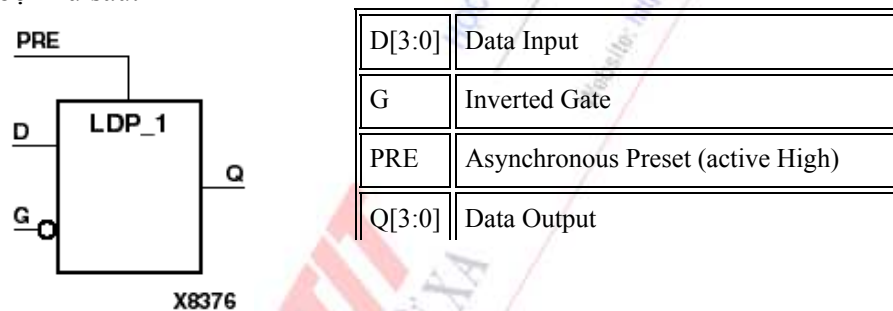 PRE
D
LDP_1
Q
G
X8376
D[3:0] Data Input
G Inverted Gate
PRE Asynchronous Preset (active High)
Q[3:0] Data Output